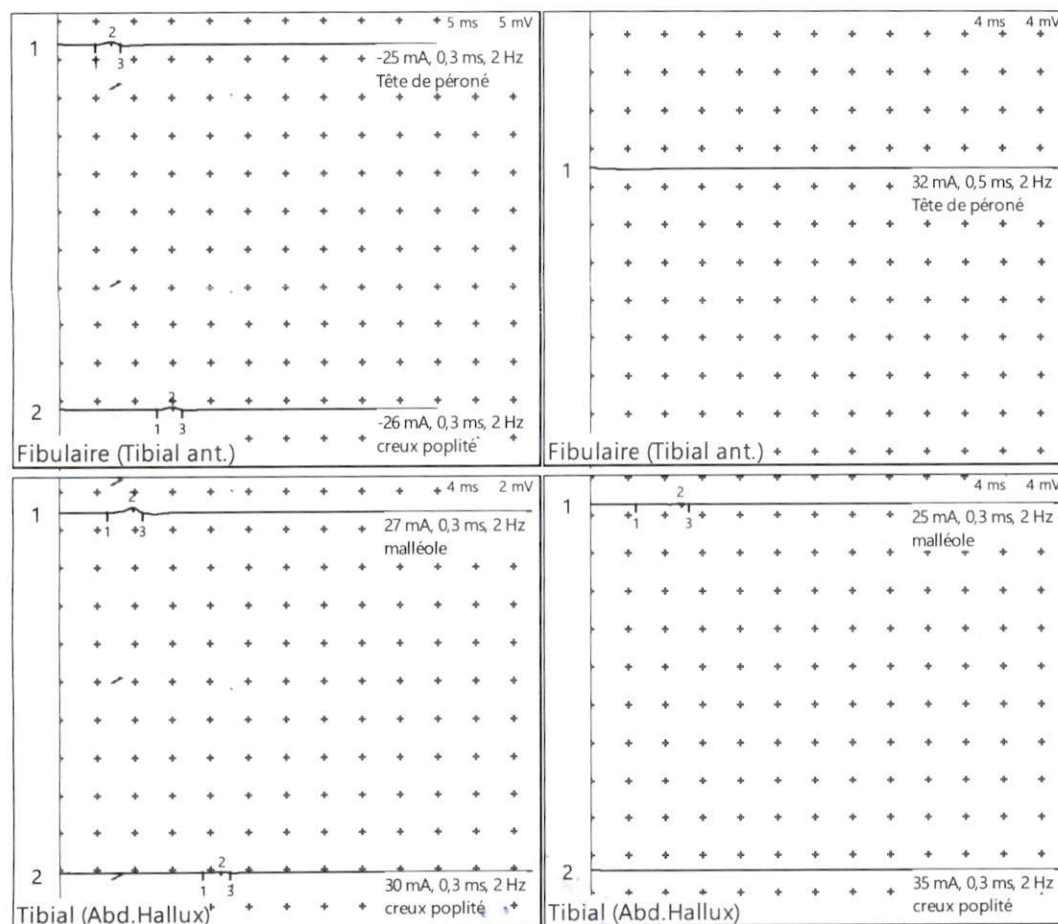 5 ms 5 mV
1
2
-25 mA, 0,3 ms, 2 Hz
1 3
Tête de péroné
2
2
-26 mA, 0,3 ms, 2 Hz
1 3
creux poplité
Fibulaire (Tibial ant.)
4 ms 4 mV
1
32 mA, 0,5 ms, 2 Hz
Tête de péroné
Fibulaire (Tibial ant.)
4 ms 2 mV
2
1
1 3
27 mA, 0,3 ms, 2 Hz
malléole
2
2
1 3
30 mA, 0,3 ms, 2 Hz
creux poplité
Tibial (Abd.Hallux)
4 ms 4 mV
2
1
1 3
25 mA, 0,3 ms, 2 Hz
malléole
2
35 mA, 0,3 ms, 2 Hz
creux poplité
Tibial (Abd.Hallux)